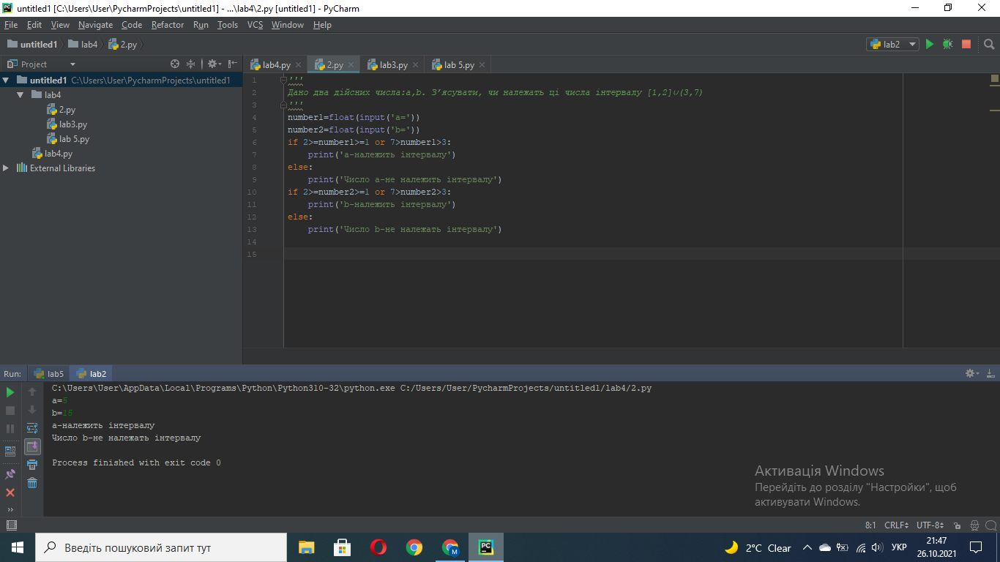 untitled1 [C:\Users\User\PycharmProjects\untitled1] - ...\lab4\2.py [untitled1] - PyCharm
File Edit View Navigate Code Refactor Run Tools VCS Window Help
untitled1 lab4 2.py lab2
Project lab4.py 2.py lab3.py lab 5.py
untitled1 C:\Users\User\PycharmProjects\untitled1
lab4
2.py
lab3.py
lab 5.py
lab4.py
External Libraries
1 '''
2 Дано два дійсних числа:a,b. З’ясувати, чи належать ці числа інтервалу [1,2]∪(3,7)
3 '''
4 number1=float(input('a='))
5 number2=float(input('b='))
6 if 2>=number1>=1 or 7>number1>3:
7 print('a-належить інтервалу')
8 else:
9 print('Число a-не належить інтервалу')
10 if 2>=number2>=1 or 7>number2>3:
11 print('b-належить інтервалу')
12 else:
13 print('Число b-не належать інтервалу')
14
15
Run: lab5 lab2
C:\Users\User\AppData\Local\Programs\Python\Python310-32\python.exe C:/Users/User/PycharmProjects/untitled1/lab4/2.py
a=5
b=15
a-належить інтервалу
Число b-не належать інтервалу
Process finished with exit code 0
Активація Windows
Перейдіть до розділу "Настройки", щоб
активувати Windows.
8:1 CRLF UTF-8
Введіть пошуковий запит тут
2°C Clear
УКР
21:47
26.10.2021